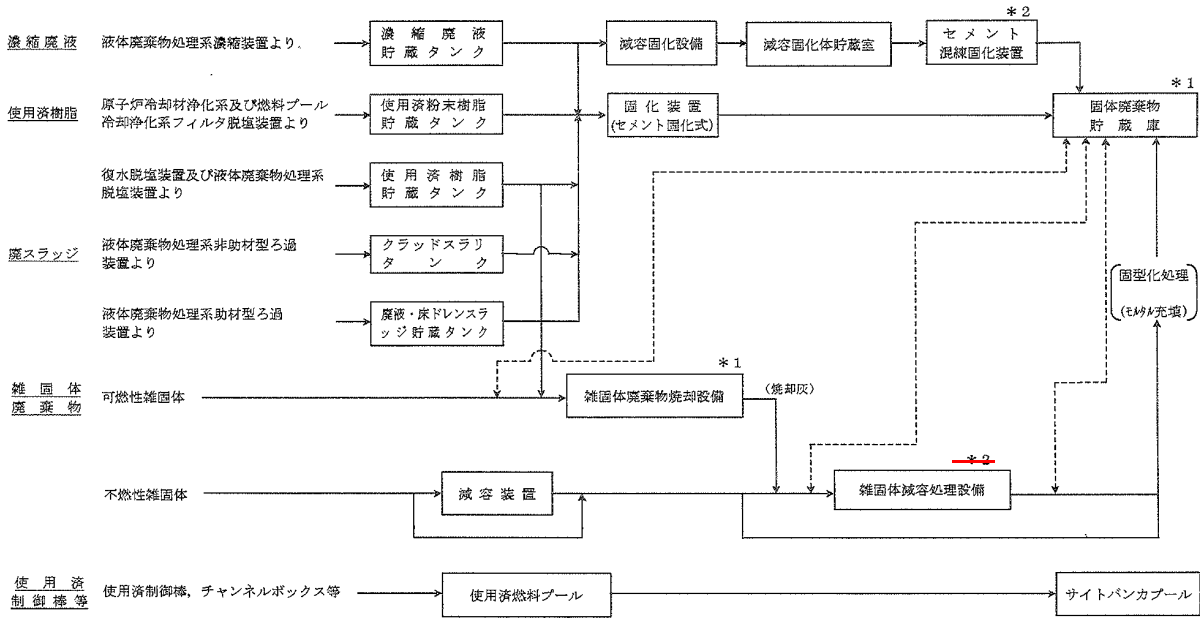 *2
濃縮廃液
液体廃棄物処理系濃縮装置より
濃縮廃液
貯蔵タンク
減容固化設備
減容固化体貯蔵室
セメント
混練固化装置
*1
使用済樹脂
原子炉冷却材浄化系及び燃料プール
冷却浄化系フィルタ脱塩装置より
使用済粉末樹脂
貯蔵タンク
固化装置
(セメント固化式)
固体廃棄物
貯蔵庫
復水脱塩装置及び液体廃棄物処理系
脱塩装置より
使用済樹脂
貯蔵タンク
廃スラッジ
液体廃棄物処理系非助材型ろ過
装置より
クラッドスラリ
タンク
固型化処理
(モルタル充填)
液体廃棄物処理系助材型ろ過
装置より
廃液・床ドレンスラ
ッジ貯蔵タンク
*1
雑固体
廃棄物
可燃性雑固体
雑固体廃棄物焼却設備
(焼却灰)
*2
不燃性雑固体
減容装置
雑固体減容処理設備
使用済
制御棒等
使用済制御棒,チャンネルボックス等
使用済燃料プール
サイトバンカプール